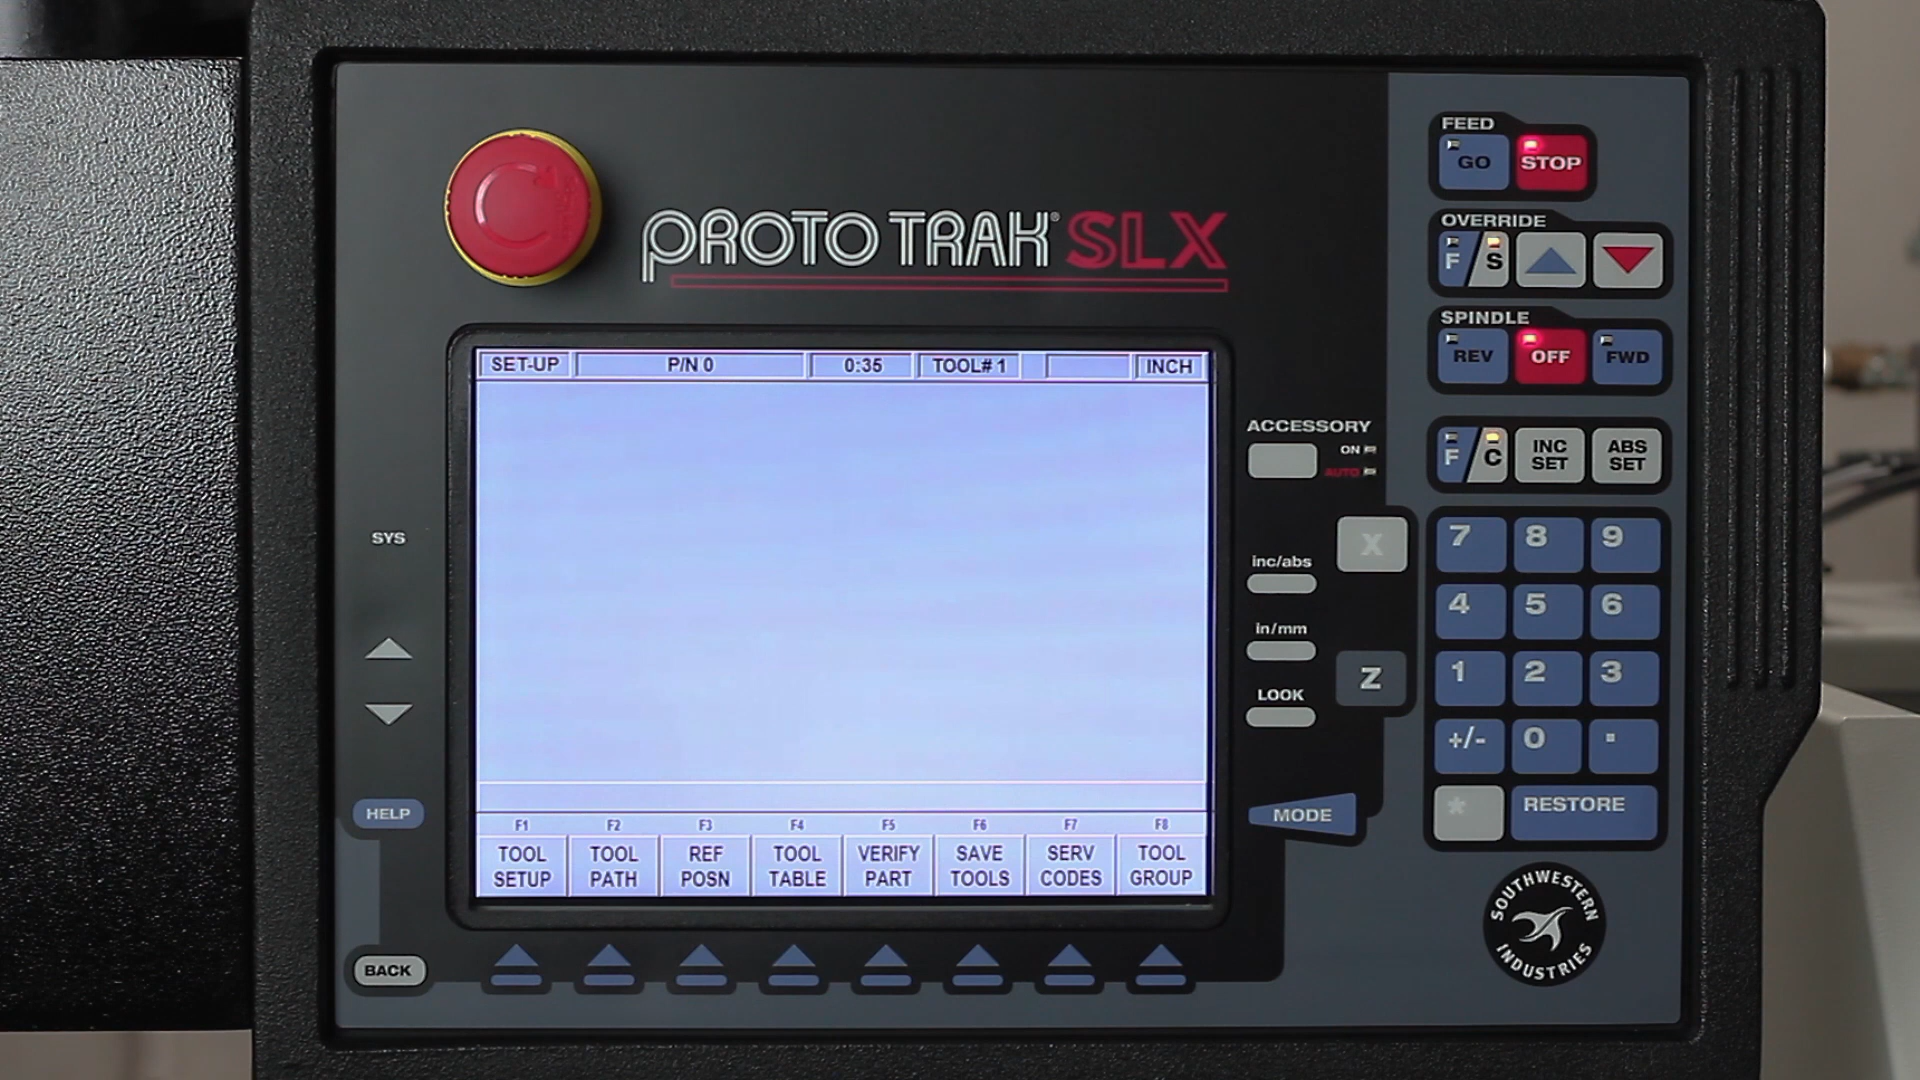 PROTO TRAK® SLX
FEED
GO STOP
OVERRIDE
F/S
SPINDLE
REV OFF FWD
F/C INC SET ABS SET
SET-UP P/N 0 0:35 TOOL# 1 INCH
ACCESSORY
ON
AUTO
SYS
inc/abs
in/mm
LOOK
X
Z
7 8 9
4 5 6
1 2 3
+/- 0 .
* RESTORE
HELP
MODE
F1 F2 F3 F4 F5 F6 F7 F8
TOOL TOOL REF TOOL VERIFY SAVE SERV TOOL
SETUP PATH POSN TABLE PART TOOLS CODES GROUP
BACK
SOUTHWESTERN
INDUSTRIES